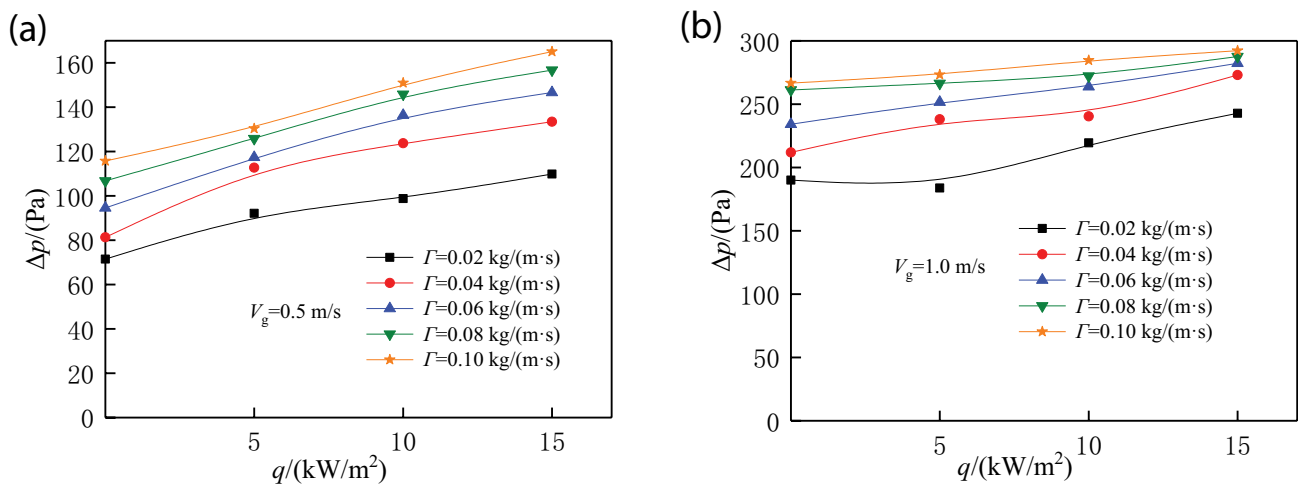 (a)
160
140
120
100
80
60
40
20
0
Δp/(Pa)
V_g=0.5 m/s
Γ=0.02 kg/(m·s)
Γ=0.04 kg/(m·s)
Γ=0.06 kg/(m·s)
Γ=0.08 kg/(m·s)
Γ=0.10 kg/(m·s)
5 10 15
q/(kW/m²)
(b)
300
250
200
150
100
50
0
Δp/(Pa)
V_g=1.0 m/s
Γ=0.02 kg/(m·s)
Γ=0.04 kg/(m·s)
Γ=0.06 kg/(m·s)
Γ=0.08 kg/(m·s)
Γ=0.10 kg/(m·s)
5 10 15
q/(kW/m²)